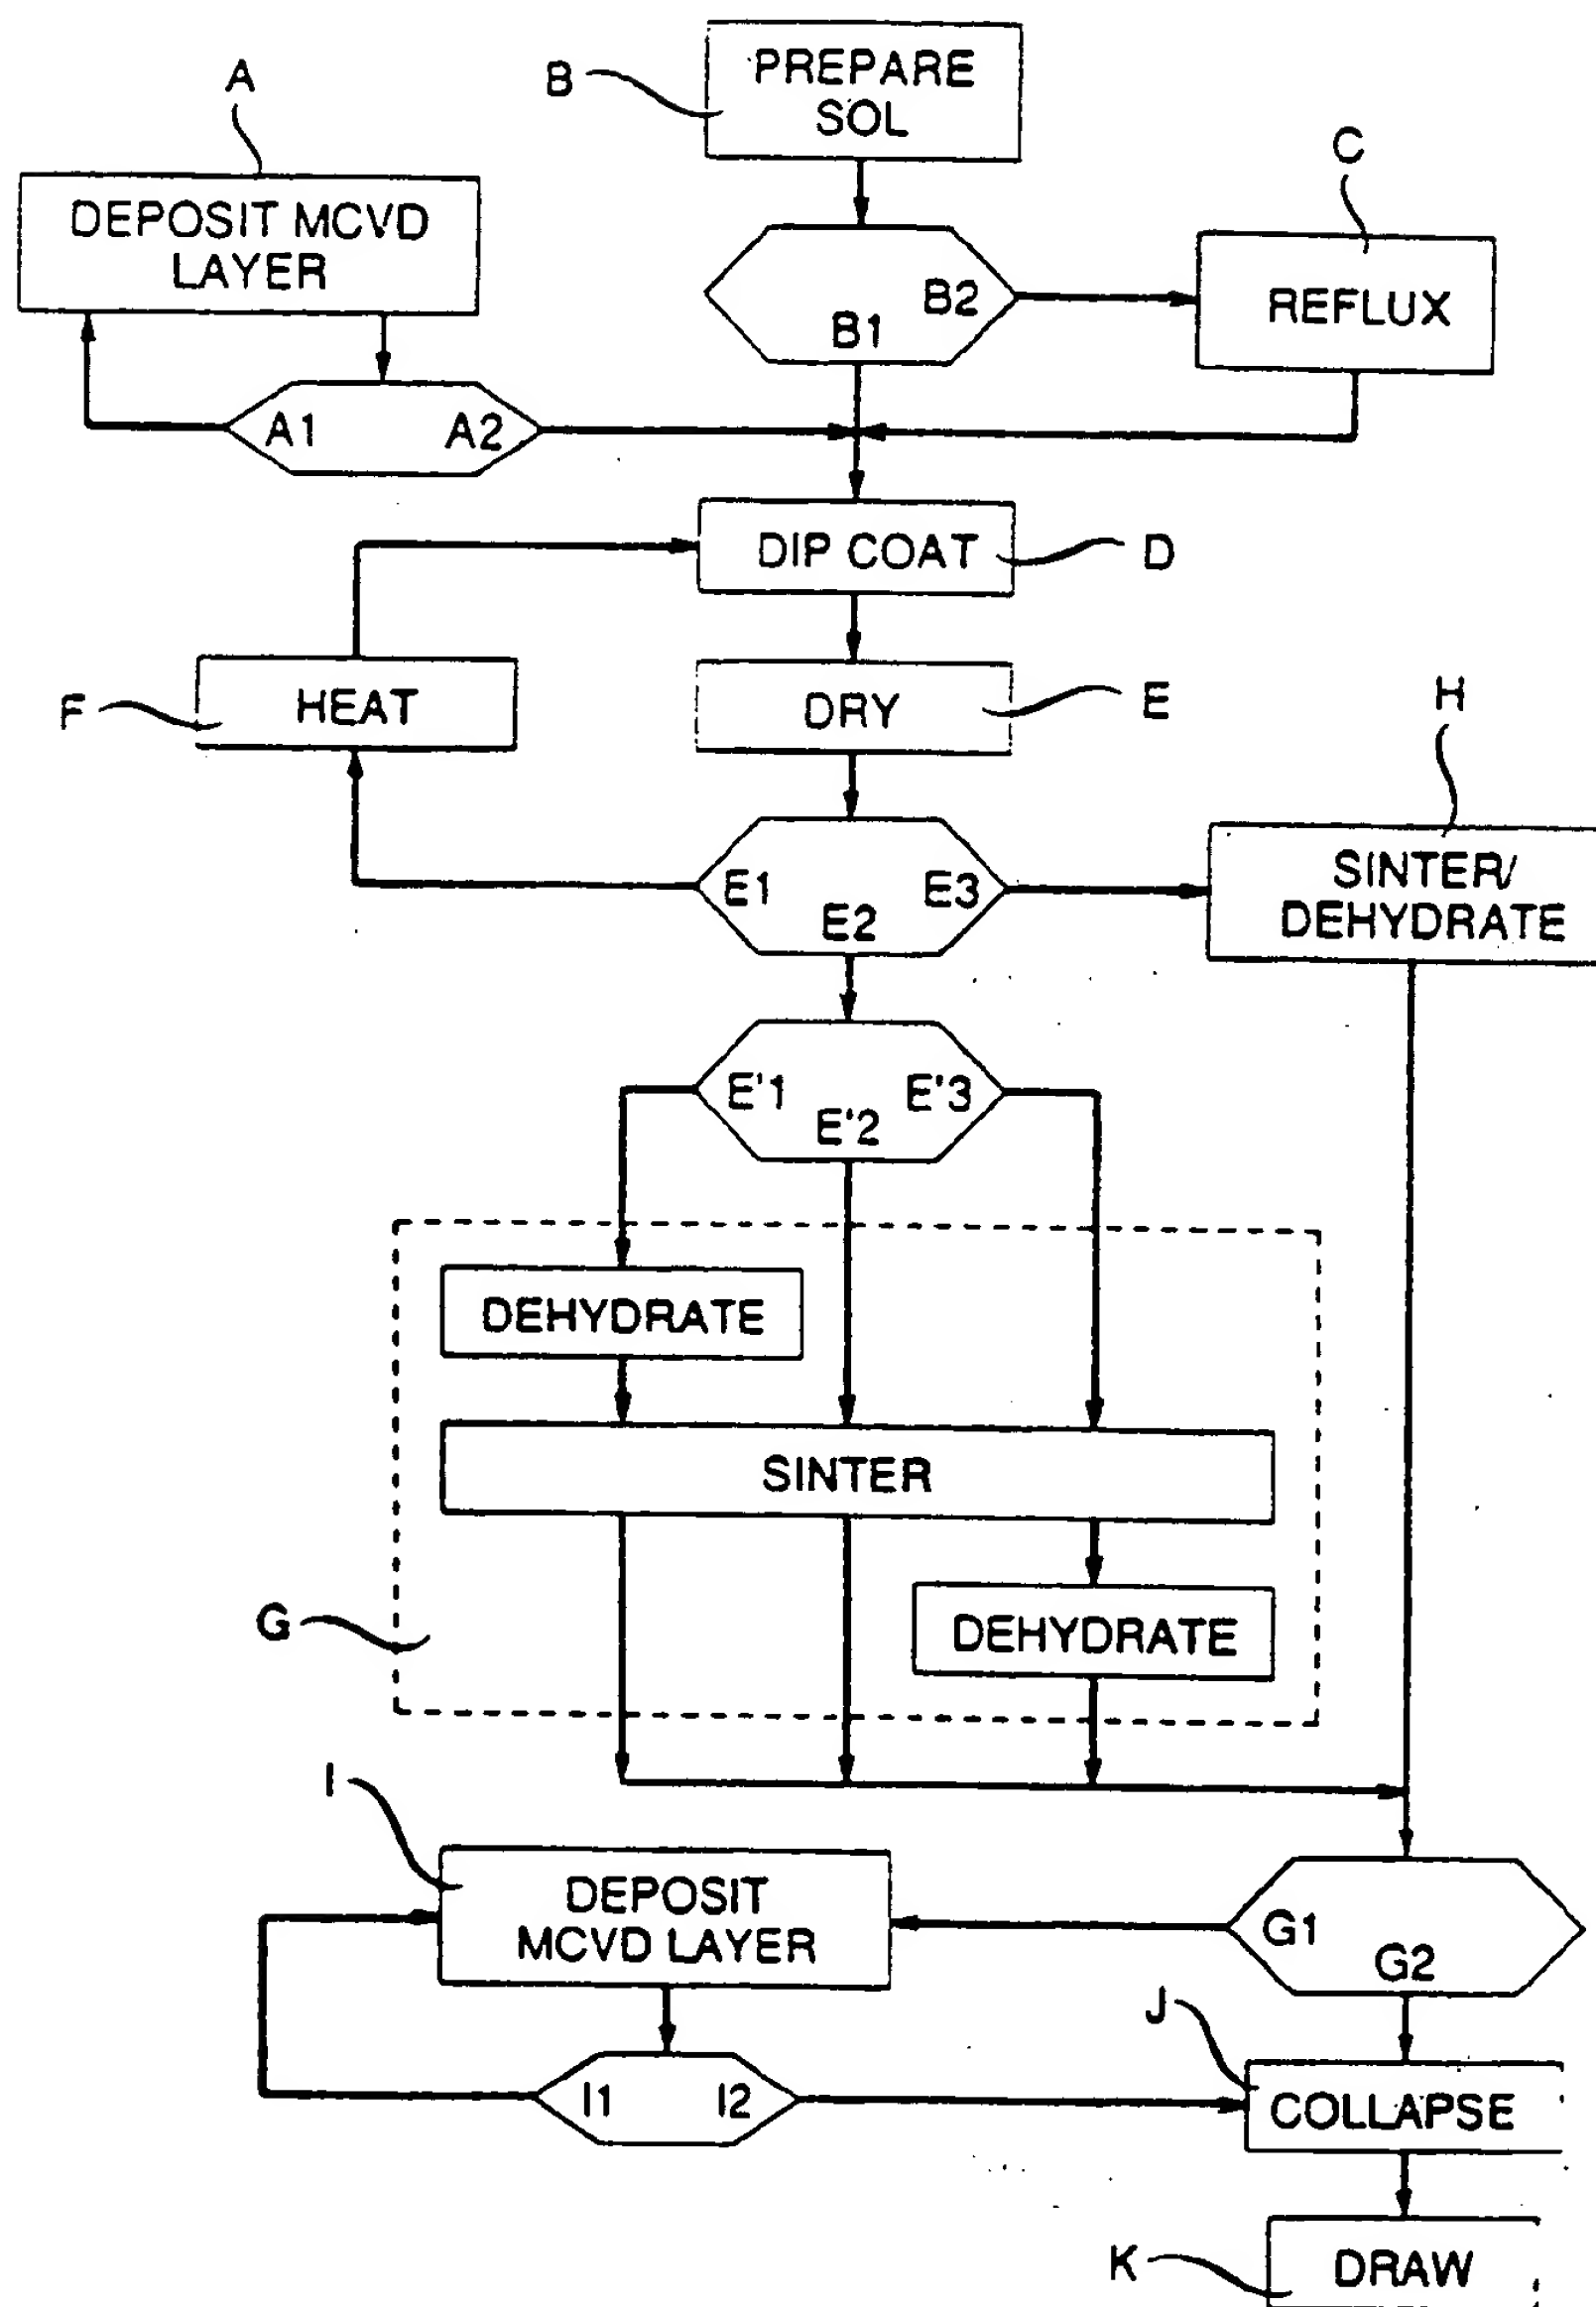 B
PREPARE
SOL
A
C
DEPOSIT MCVD
LAYER
B2
B1
REFLUX
A1
A2
DIP COAT
D
F
HEAT
DRY
E
H
E1
E2
E3
SINTER/
DEHYDRATE
E'1
E'2
E'3
DEHYDRATE
SINTER
G
DEHYDRATE
I
DEPOSIT
MCVD LAYER
G1
G2
J
I1
I2
COLLAPSE
K
DRAW